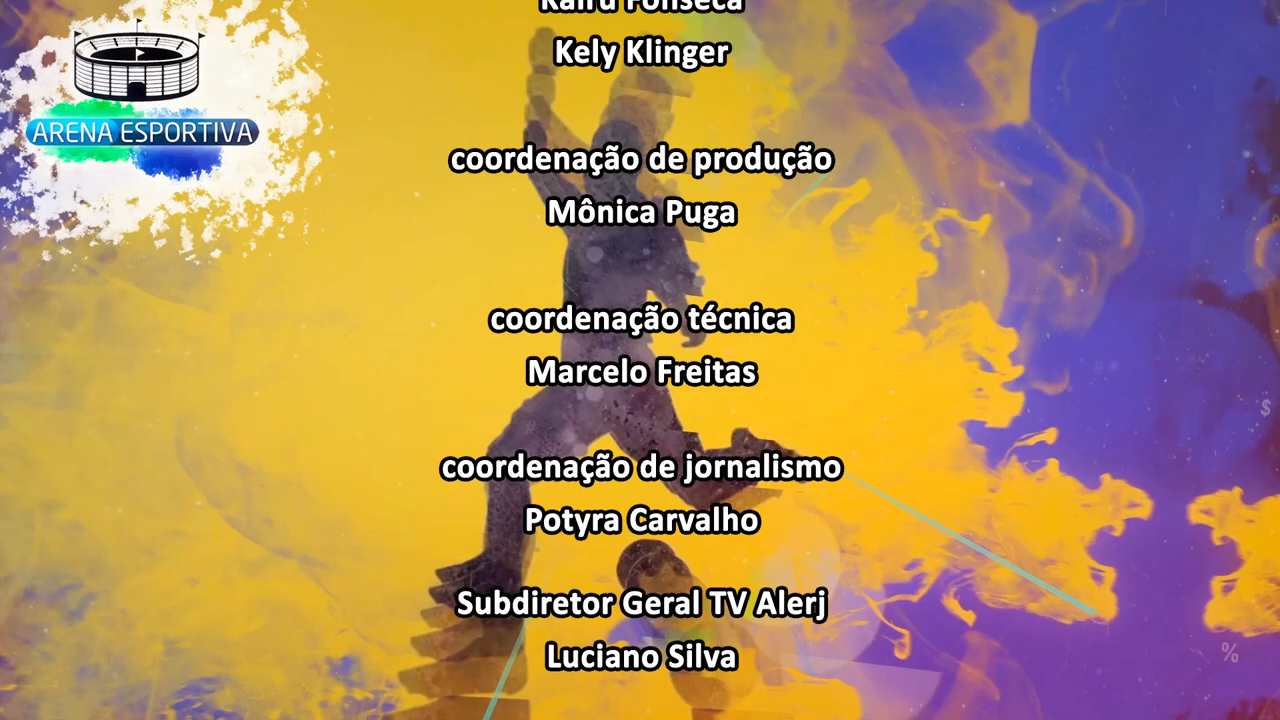 Kely Klinger
ARENA ESPORTIVA
coordenação de produção
Mônica Puga
coordenação técnica
Marcelo Freitas
coordenação de jornalismo
Potyra Carvalho
Subdiretor Geral TV Alerj
Luciano Silva
$
%